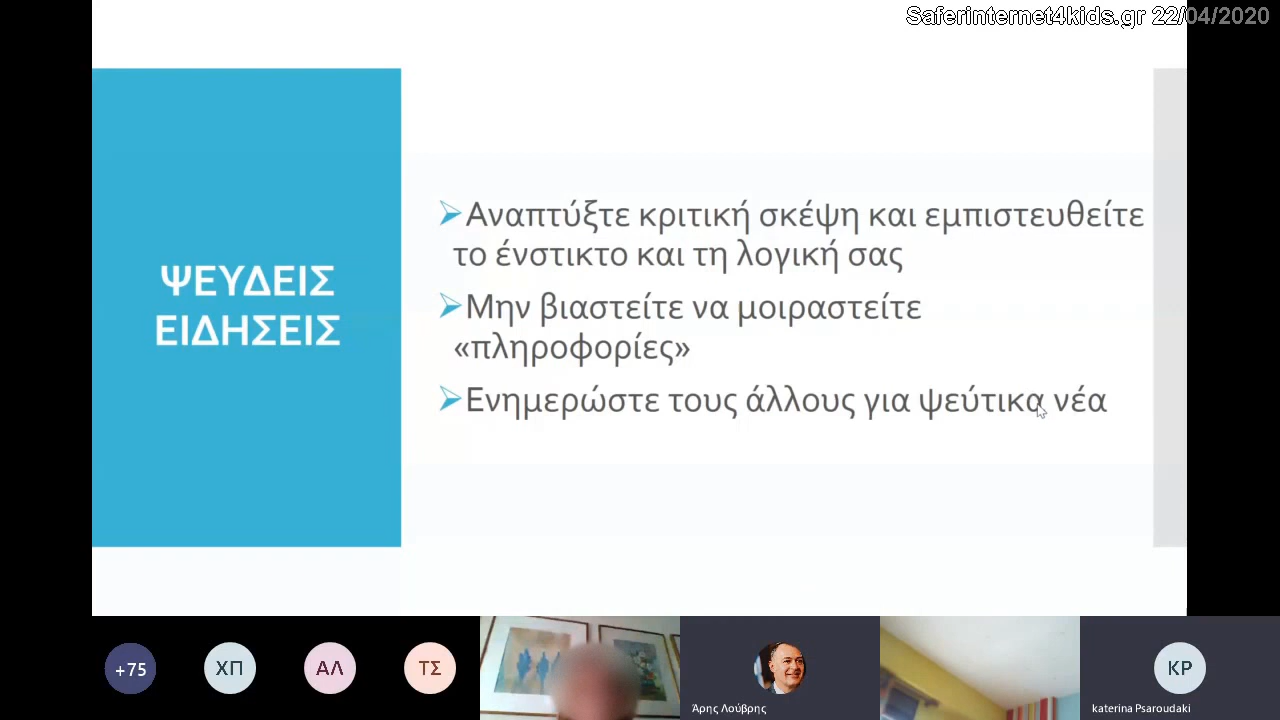 Saferinternet4kids.gr 22/04/2020
ΨΕΥΔΕΙΣ
ΕΙΔΗΣΕΙΣ
Αναπτύξτε κριτική σκέψη και εμπιστευθείτε
το ένστικτο και τη λογική σας
Μην βιαστείτε να μοιραστείτε
«πληροφορίες»
Ενημερώστε τους άλλους για ψεύτικα νέα
+75
ΧΠ
ΑΛ
ΤΣ
Άρης Λούβρης
KP
katerina Psaroudaki